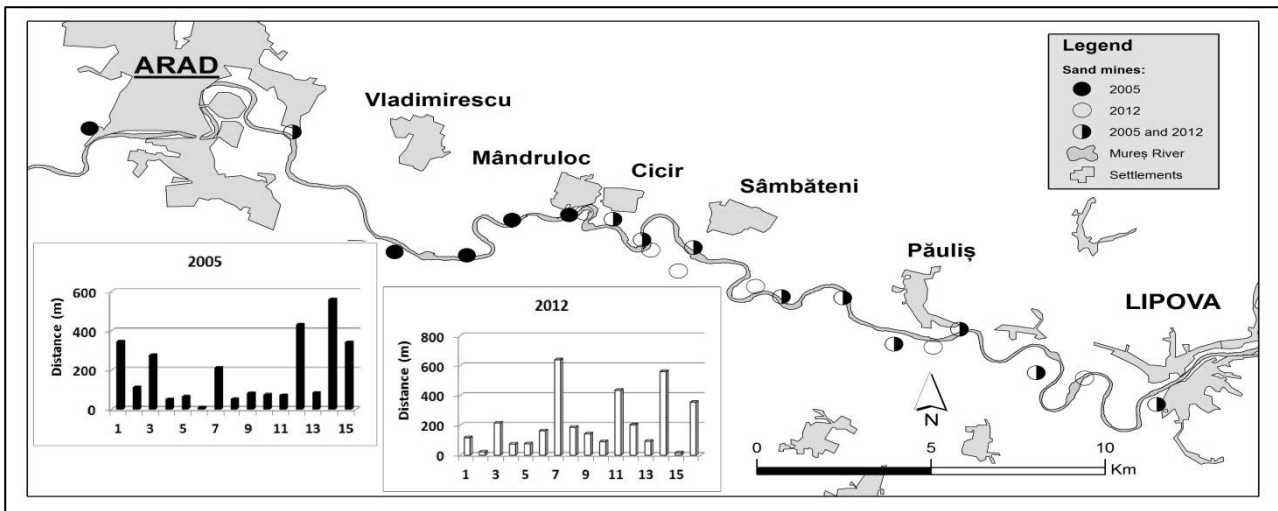 ARAD
Vladimirescu
Mândruloc
Cicir
Sâmbăteni
Păuliș
LIPOVA
Legend
Sand mines:
2005
2012
2005 and 2012
Mureș River
Settlements
2005
Distance (m)
600
400
200
0
1 3 5 7 9 11 13 15
2012
Distance (m)
800
600
400
200
0
1 3 5 7 9 11 13 15
N
0 5 10
Km